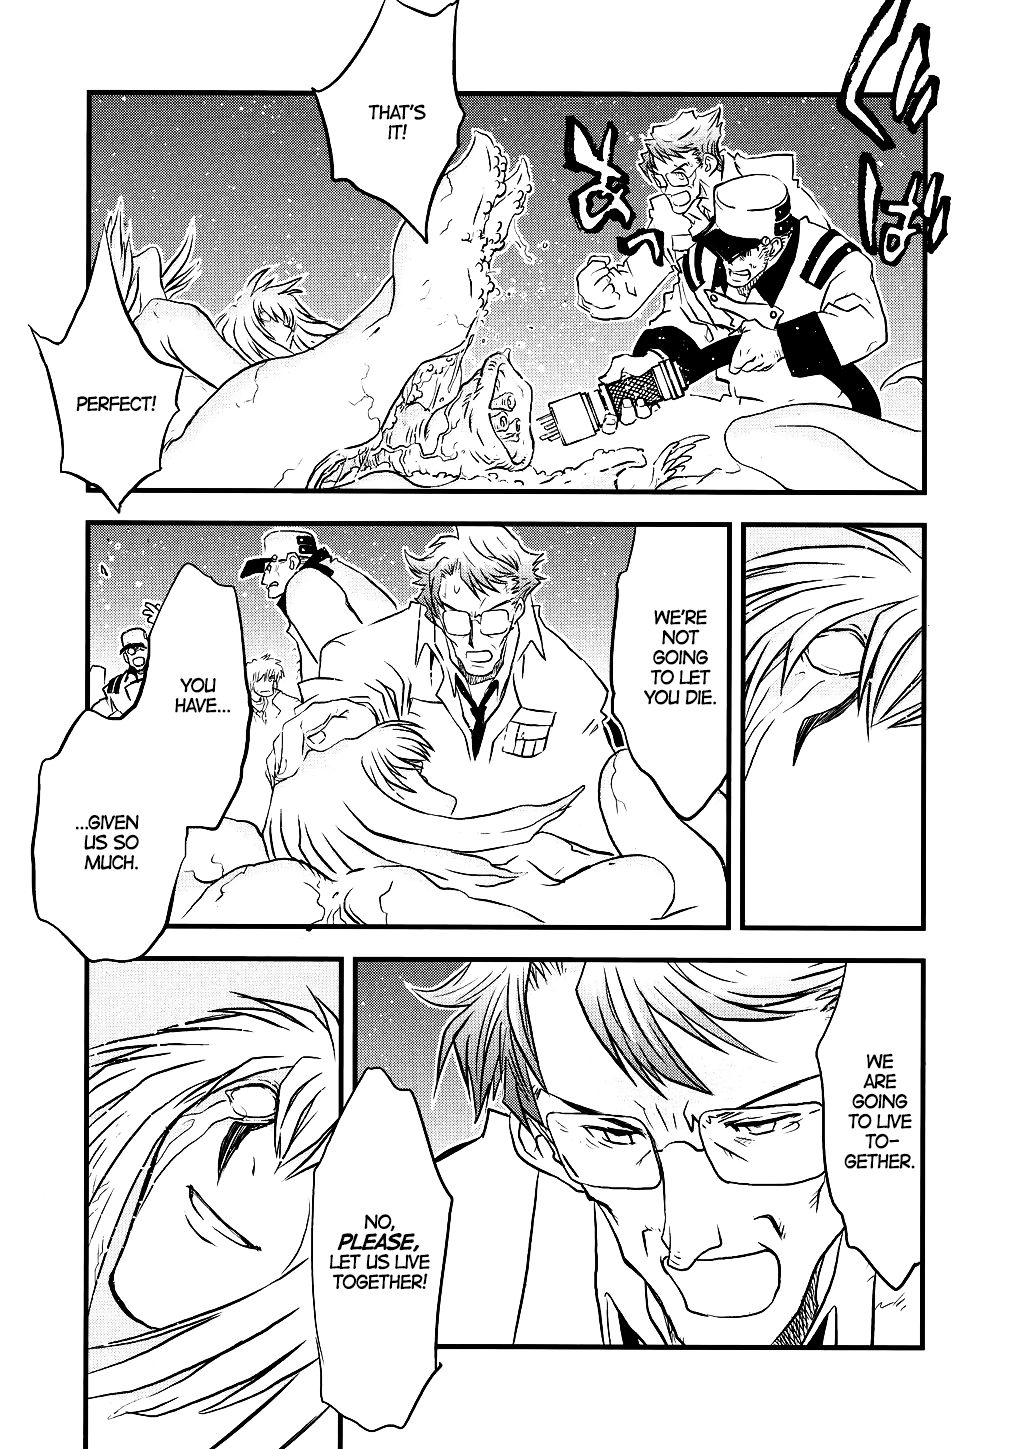 THAT'S
IT!
PERFECT!
WE'RE
NOT
GOING
TO LET
YOU DIE.
YOU
HAVE...
...GIVEN
US SO
MUCH.
WE
ARE
GOING
TO LIVE
TO-
GETHER.
NO,
PLEASE,
LET US LIVE
TOGETHER!